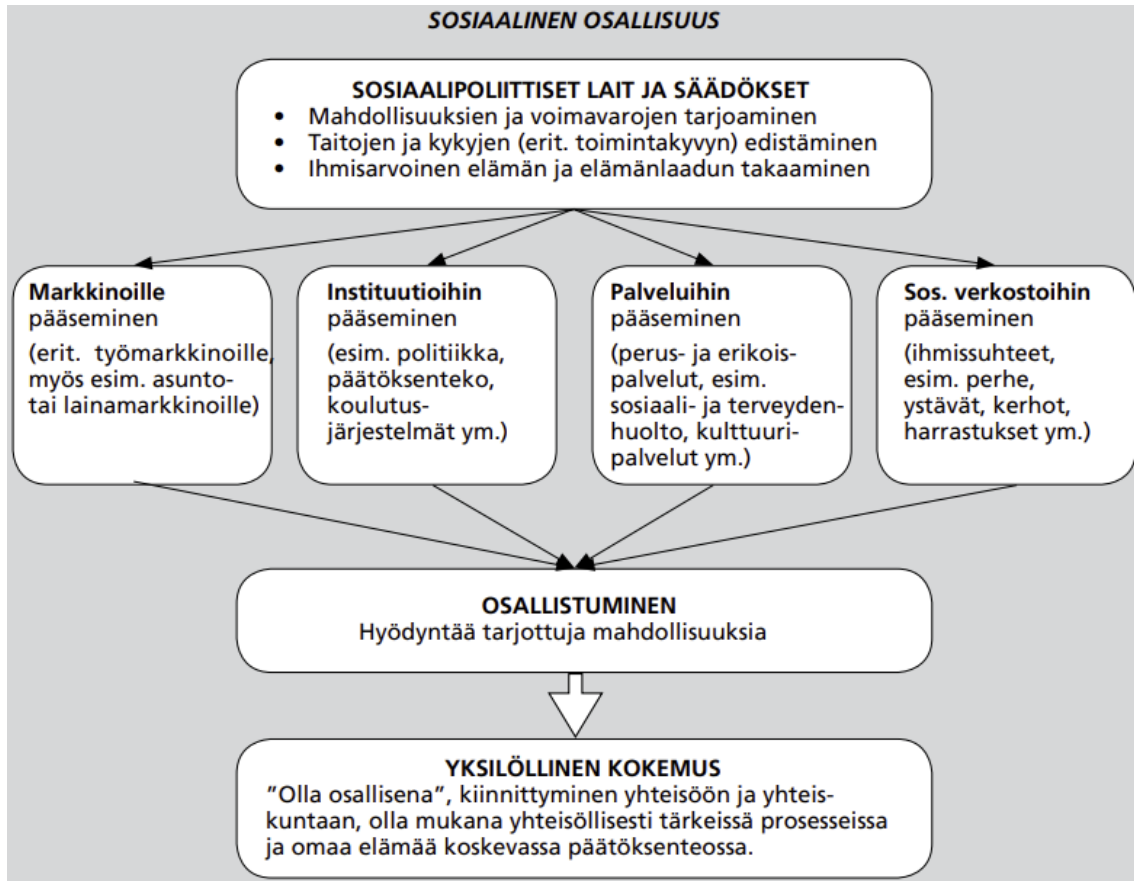 SOSIAALINEN OSALLISUUS
SOSIAALIPOLIITTISET LAIT JA SÄÄDÖKSET
• Mahdollisuuksien ja voimavarojen tarjoaminen
• Taitojen ja kykyjen (erit. toimintakyvyn) edistäminen
• Ihmisarvoinen elämän ja elämänlaadun takaaminen
Markkinoille
pääseminen
(erit. työmarkkinoille,
myös esim. asunto-
tai lainamarkkinoille)
Instituutioihin
pääseminen
(esim. politiikka,
päätöksenteko,
koulutus-
järjestelmät ym.)
Palveluihin
pääseminen
(perus- ja erikois-
palvelut, esim.
sosiaali- ja terveyden-
huolto, kulttuuri-
palvelut ym.)
Sos. verkostoihin
pääseminen
(ihmissuhteet,
esim. perhe,
ystävät, kerhot,
harrastukset ym.)
OSALLISTUMINEN
Hyödyntää tarjottuja mahdollisuuksia
YKSILÖLLINEN KOKEMUS
”Olla osallisena”, kiinnittyminen yhteisöön ja yhteis-
kuntaan, olla mukana yhteisöllisesti tärkeissä prosesseissa
ja omaa elämää koskevassa päätöksenteossa.